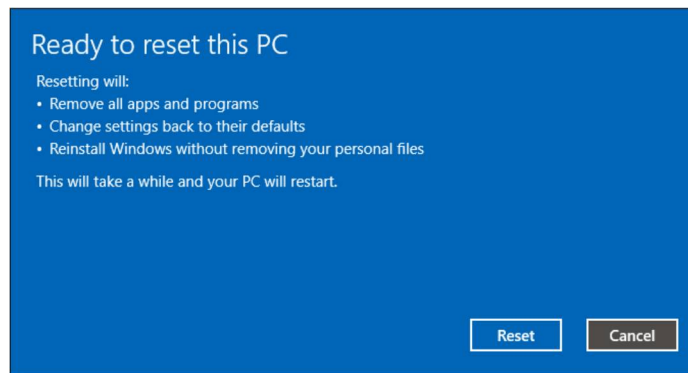 Ready to reset this PC
Resetting will:
• Remove all apps and programs
• Change settings back to their defaults
• Reinstall Windows without removing your personal files
This will take a while and your PC will restart.
Reset
Cancel